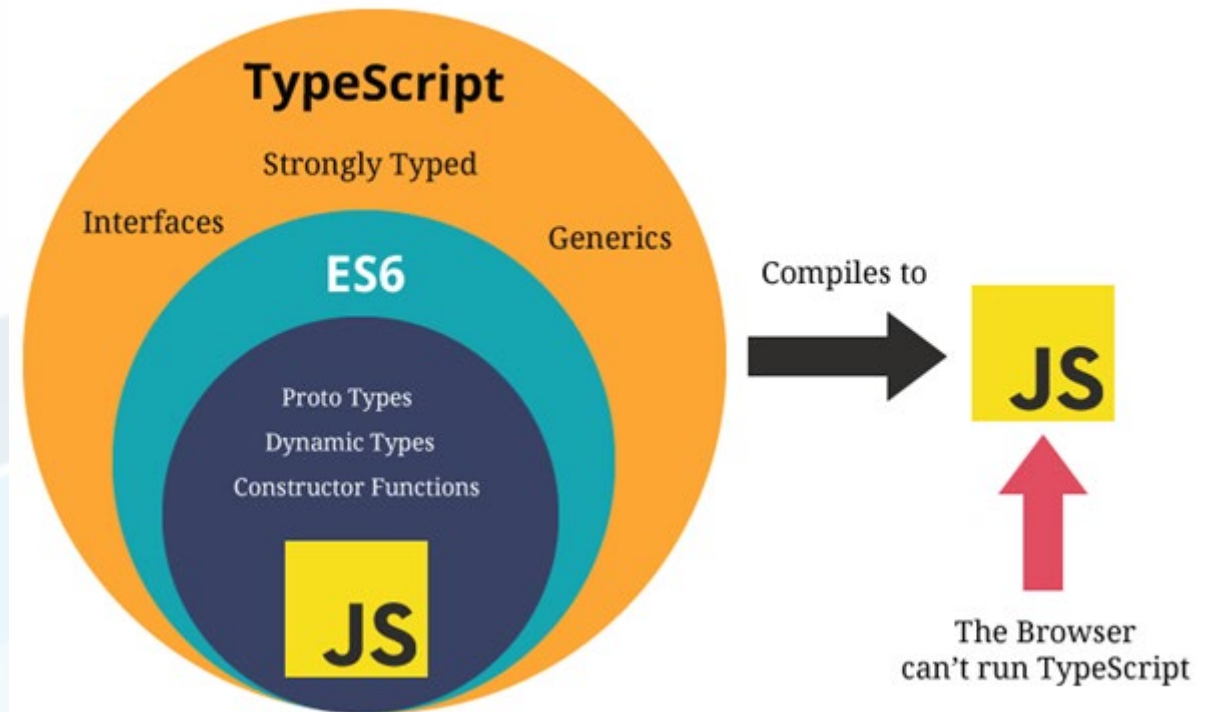 TypeScript
Strongly Typed
Interfaces
Generics
ES6
Proto Types
Dynamic Types
Constructor Functions
JS
Compiles to
JS
The Browser
can’t run TypeScript